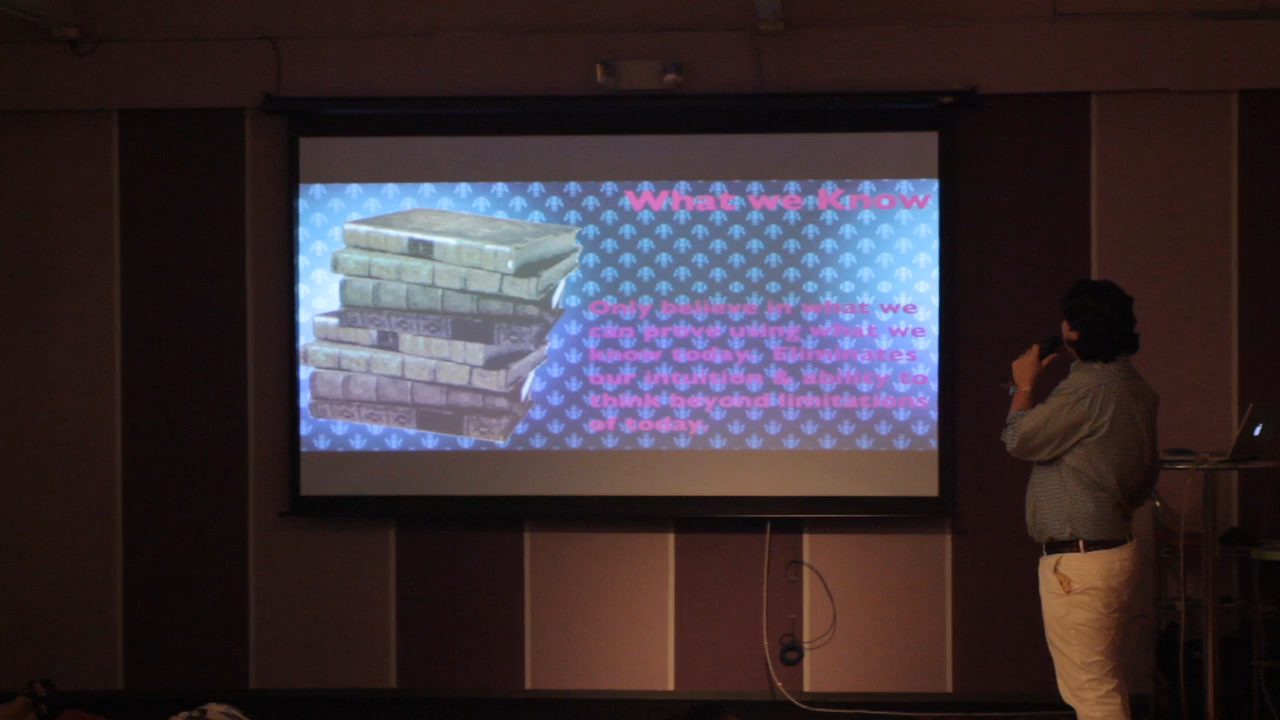 What we Know
Only believe in what we
can prove using what we
know today. Eliminates
our intuition & ability to
think beyond limitations
of today.